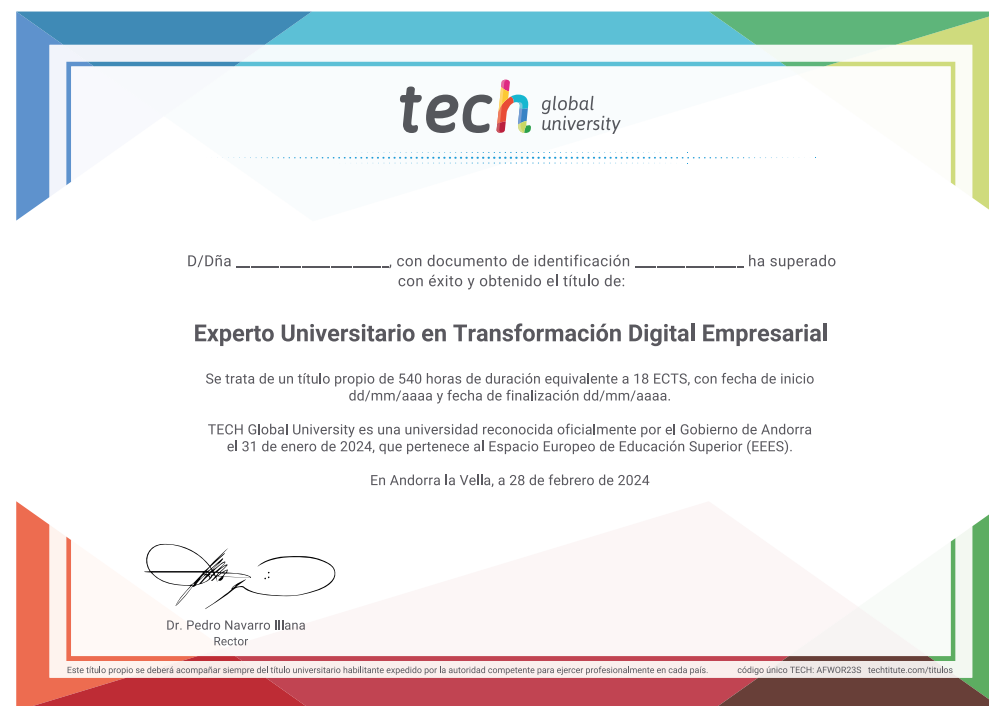 tech global
university
D/Dña ____________________, con documento de identificación ______________ ha superado
con éxito y obtenido el título de:
Experto Universitario en Transformación Digital Empresarial
Se trata de un título propio de 540 horas de duración equivalente a 18 ECTS, con fecha de inicio
dd/mm/aaaa y fecha de finalización dd/mm/aaaa.
TECH Global University es una universidad reconocida oficialmente por el Gobierno de Andorra
el 31 de enero de 2024, que pertenece al Espacio Europeo de Educación Superior (EEES).
En Andorra la Vella, a 28 de febrero de 2024
Dr. Pedro Navarro Illana
Rector
Este título propio se deberá acompañar siempre del título universitario habilitante expedido por la autoridad competente para ejercer profesionalmente en cada país. código único TECH: AFWOR23S techtitute.com/titulos